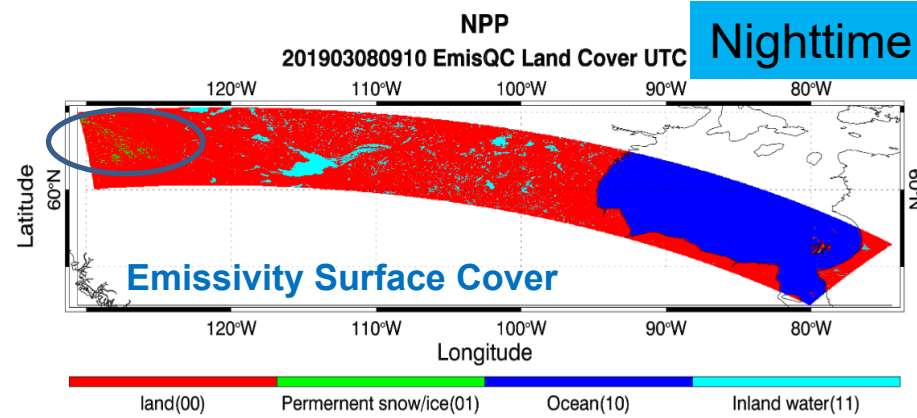 NPP
Nighttime
201903080910 EmisQC Land Cover UTC
120°W 110°W 100°W 90°W 80°W
Latitude
60°N
60°N
Emissivity Surface Cover
120°W 110°W 100°W 90°W 80°W
Longitude
land(00) Permernent snow/ice(01) Ocean(10) Inland water(11)